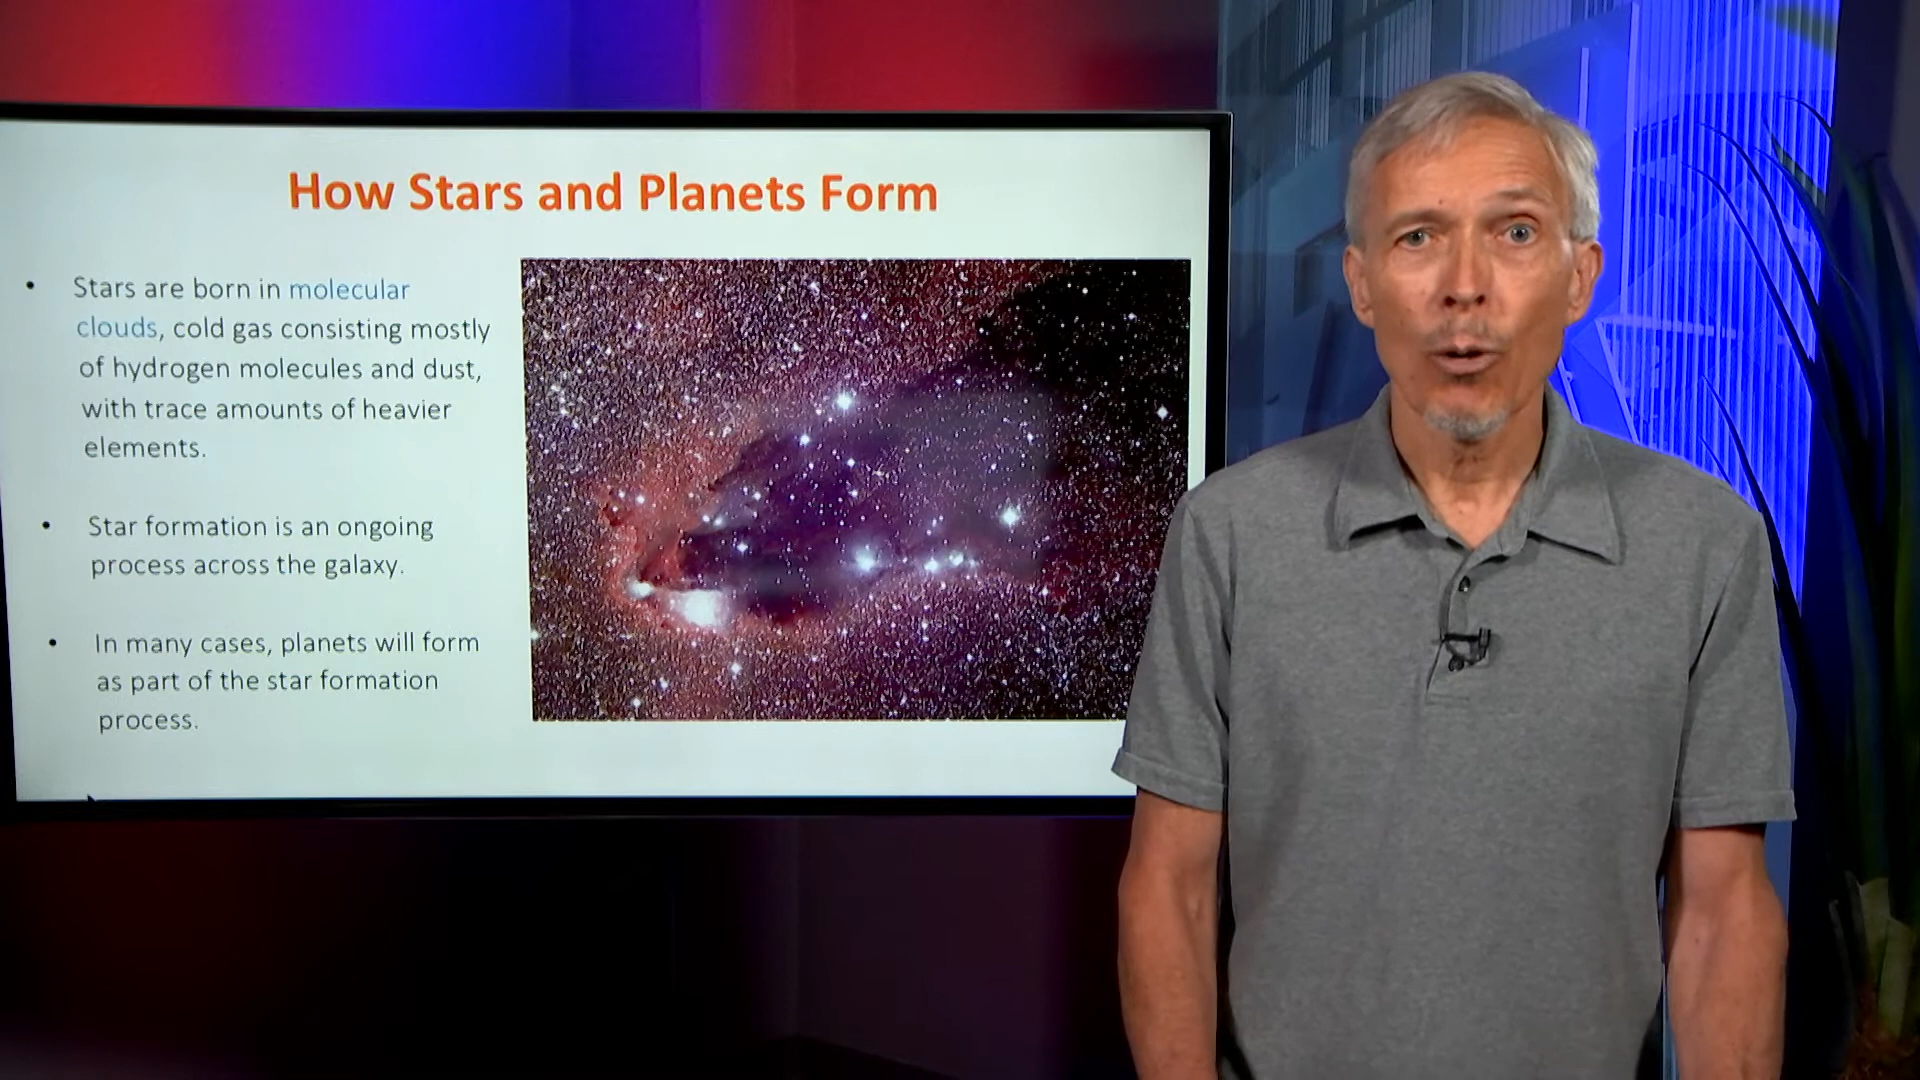 How Stars and Planets Form
• Stars are born in molecular
clouds, cold gas consisting mostly
of hydrogen molecules and dust,
with trace amounts of heavier
elements.
• Star formation is an ongoing
process across the galaxy.
• In many cases, planets will form
as part of the star formation
process.